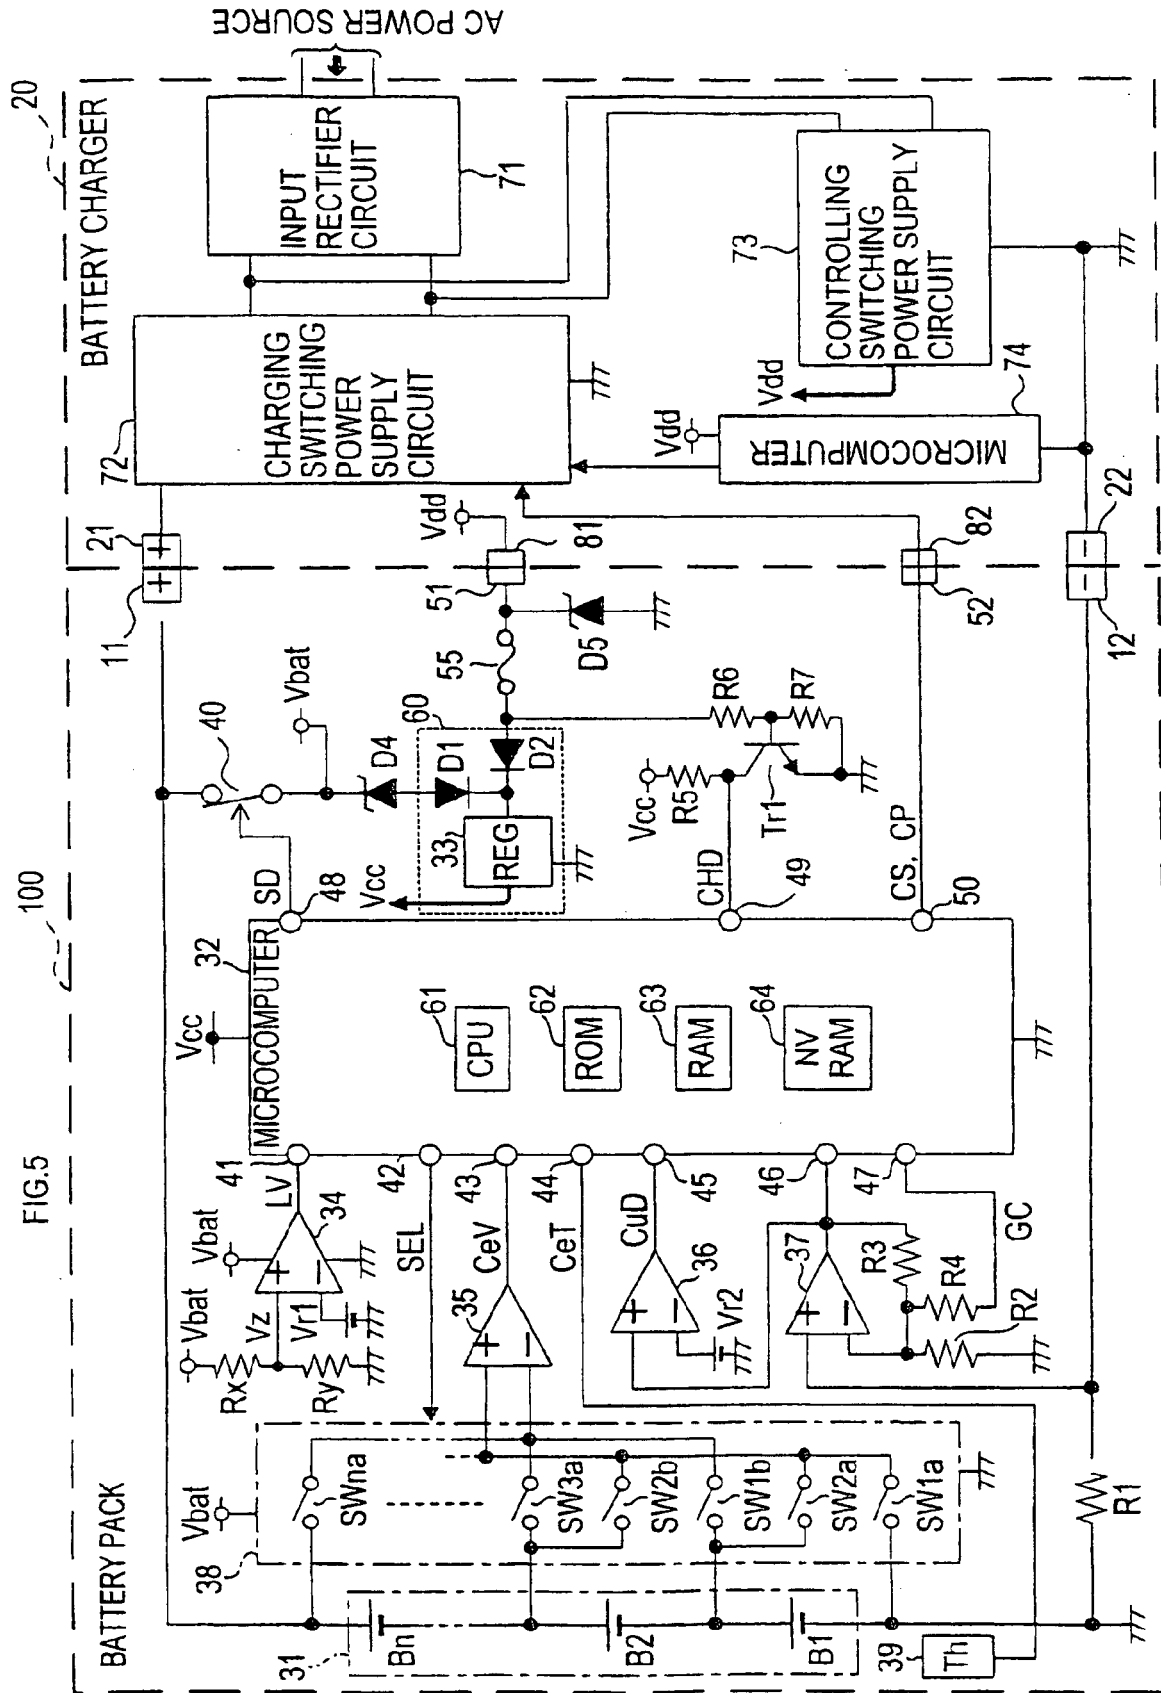 FIG.5
100
20
BATTERY PACK
BATTERY CHARGER
AC POWER SOURCE
INPUT
RECTIFIER
CIRCUIT
71
72
CHARGING
SWITCHING
POWER
SUPPLY
CIRCUIT
73
CONTROLLING
SWITCHING
POWER SUPPLY
CIRCUIT
Vdd
Vdd
74
MICROCOMPUTER
11
+
+
21
Vdd
51
81
52
82
12
-
-
22
40
Vbat
D4
D1
60
55
D2
D5
33
REG
Vcc
R6
R7
Vcc
R5
Tr1
CHD
49
CS, CP
50
SD
48
Vcc
32
MICROCOMPUTER
61
CPU
62
ROM
63
RAM
64
NV
RAM
41
LV
42
SEL
43
CeV
44
CeT
45
CuD
46
47
GC
Vbat
34
+
-
Vbat
Vz
Vr1
Rx
Ry
35
+
-
36
+
-
Vr2
37
+
-
R3
R4
R2
R1
Vbat
38
SWna
SW3a
SW2b
SW1b
SW2a
SW1a
31
Bn
B2
B1
39
Th